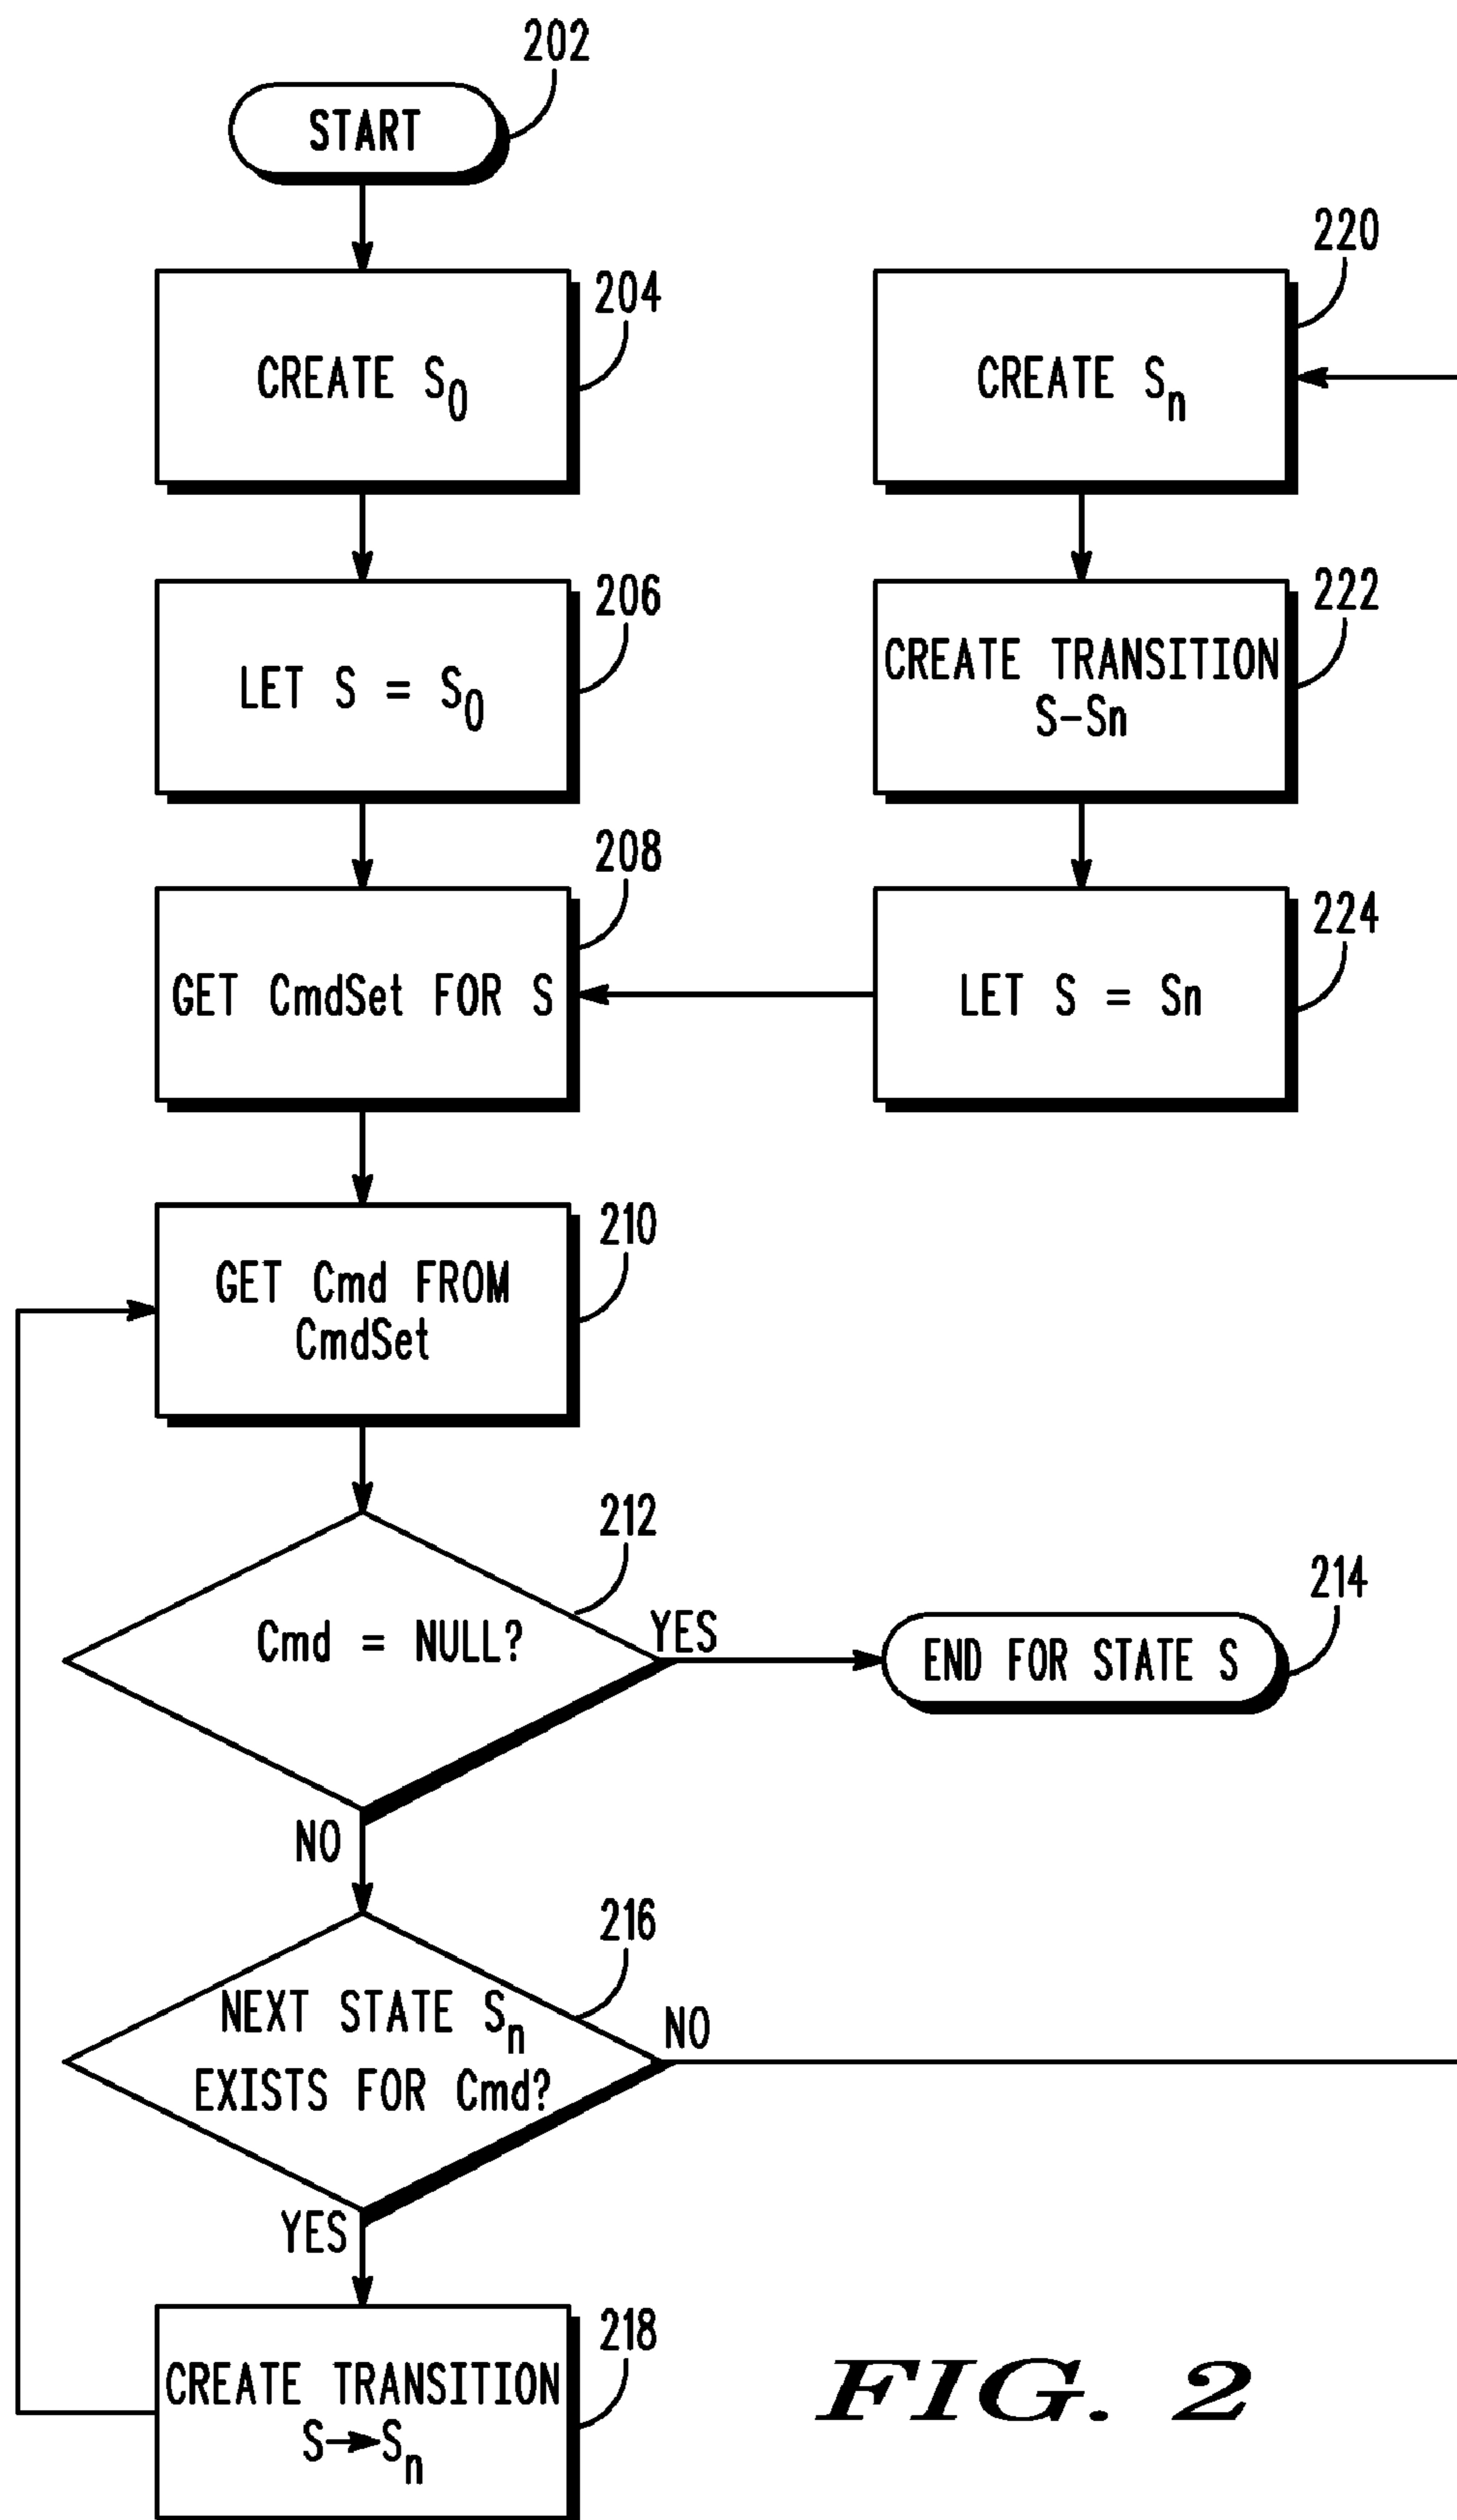 202
START
204
CREATE S0
206
LET S = S0
208
GET CmdSet FOR S
210
GET Cmd FROM
CmdSet
212
Cmd = NULL?
YES
214
END FOR STATE S
NO
216
NEXT STATE Sn
EXISTS FOR Cmd?
NO
YES
218
CREATE TRANSITION
S→Sn
220
CREATE Sn
222
CREATE TRANSITION
S-Sn
224
LET S = Sn
FIG. 2